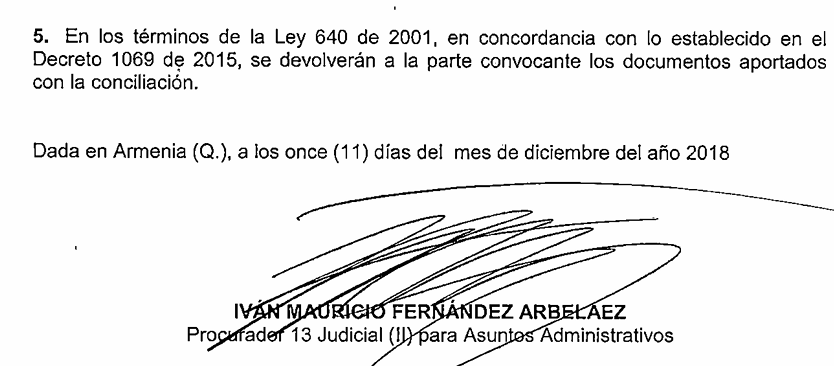 5. En los términos de la Ley 640 de 2001, en concordancia con lo establecido en el
Decreto 1069 de 2015, se devolverán a la parte convocante los documentos aportados
con la conciliación.
Dada en Armenia (Q.), a los once (11) días del mes de diciembre del año 2018
IVÁN MAURICIO FERNÁNDEZ ARBELAEZ
Procurador 13 Judicial (II) para Asuntos Administrativos